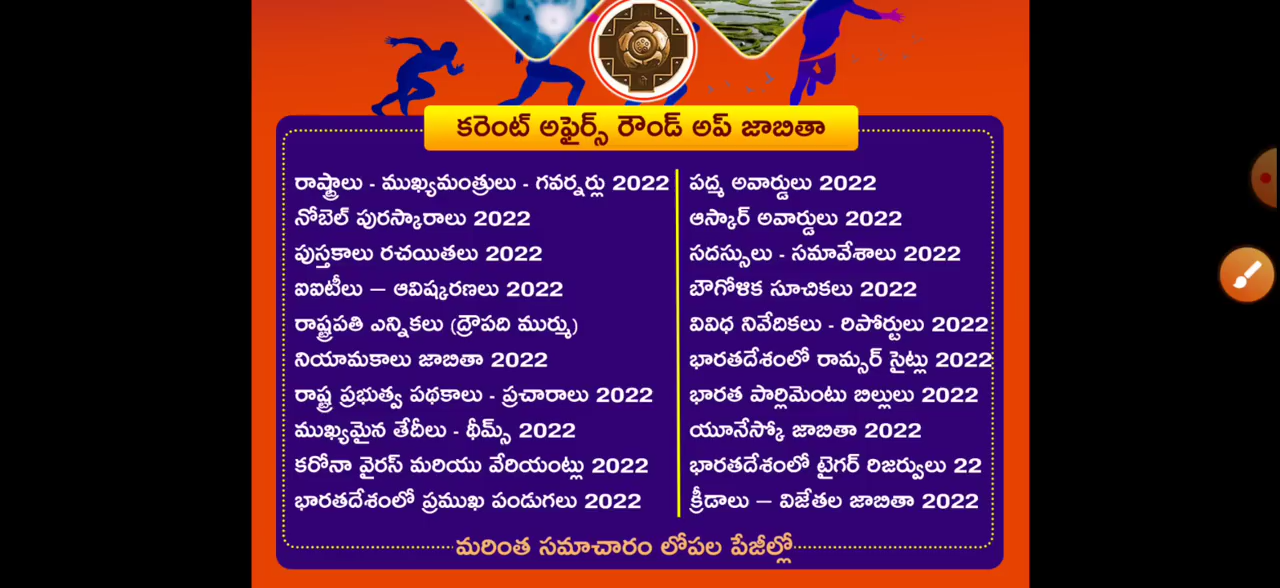 కరెంట్ అఫైర్స్ రౌండ్ అప్ జాబితా
రాష్ట్రాలు - ముఖ్యమంత్రులు - గవర్నర్లు 2022
నోబెల్ పురస్కారాలు 2022
పుస్తకాలు రచయితలు 2022
ఐఐటీలు – ఆవిష్కరణలు 2022
రాష్ట్రపతి ఎన్నికలు (ద్రౌపది ముర్ము)
నియామకాలు జాబితా 2022
రాష్ట్ర ప్రభుత్వ పథకాలు - ప్రచారాలు 2022
ముఖ్యమైన తేదీలు - థీమ్స్ 2022
కరోనా వైరస్ మరియు వేరియంట్లు 2022
భారతదేశంలో ప్రముఖ పండుగలు 2022
పద్మ అవార్డులు 2022
ఆస్కార్ అవార్డులు 2022
సదస్సులు - సమావేశాలు 2022
బౌగోళిక సూచికలు 2022
వివిధ నివేదికలు - రిపోర్టులు 2022
భారతదేశంలో రామ్సర్ సైట్లు 2022
భారత పార్లిమెంటు బిల్లులు 2022
యూనేస్కో జాబితా 2022
భారతదేశంలో టైగర్ రిజర్వులు 22
క్రీడాలు – విజేతల జాబితా 2022
మరింత సమాచారం లోపల పేజీల్లో